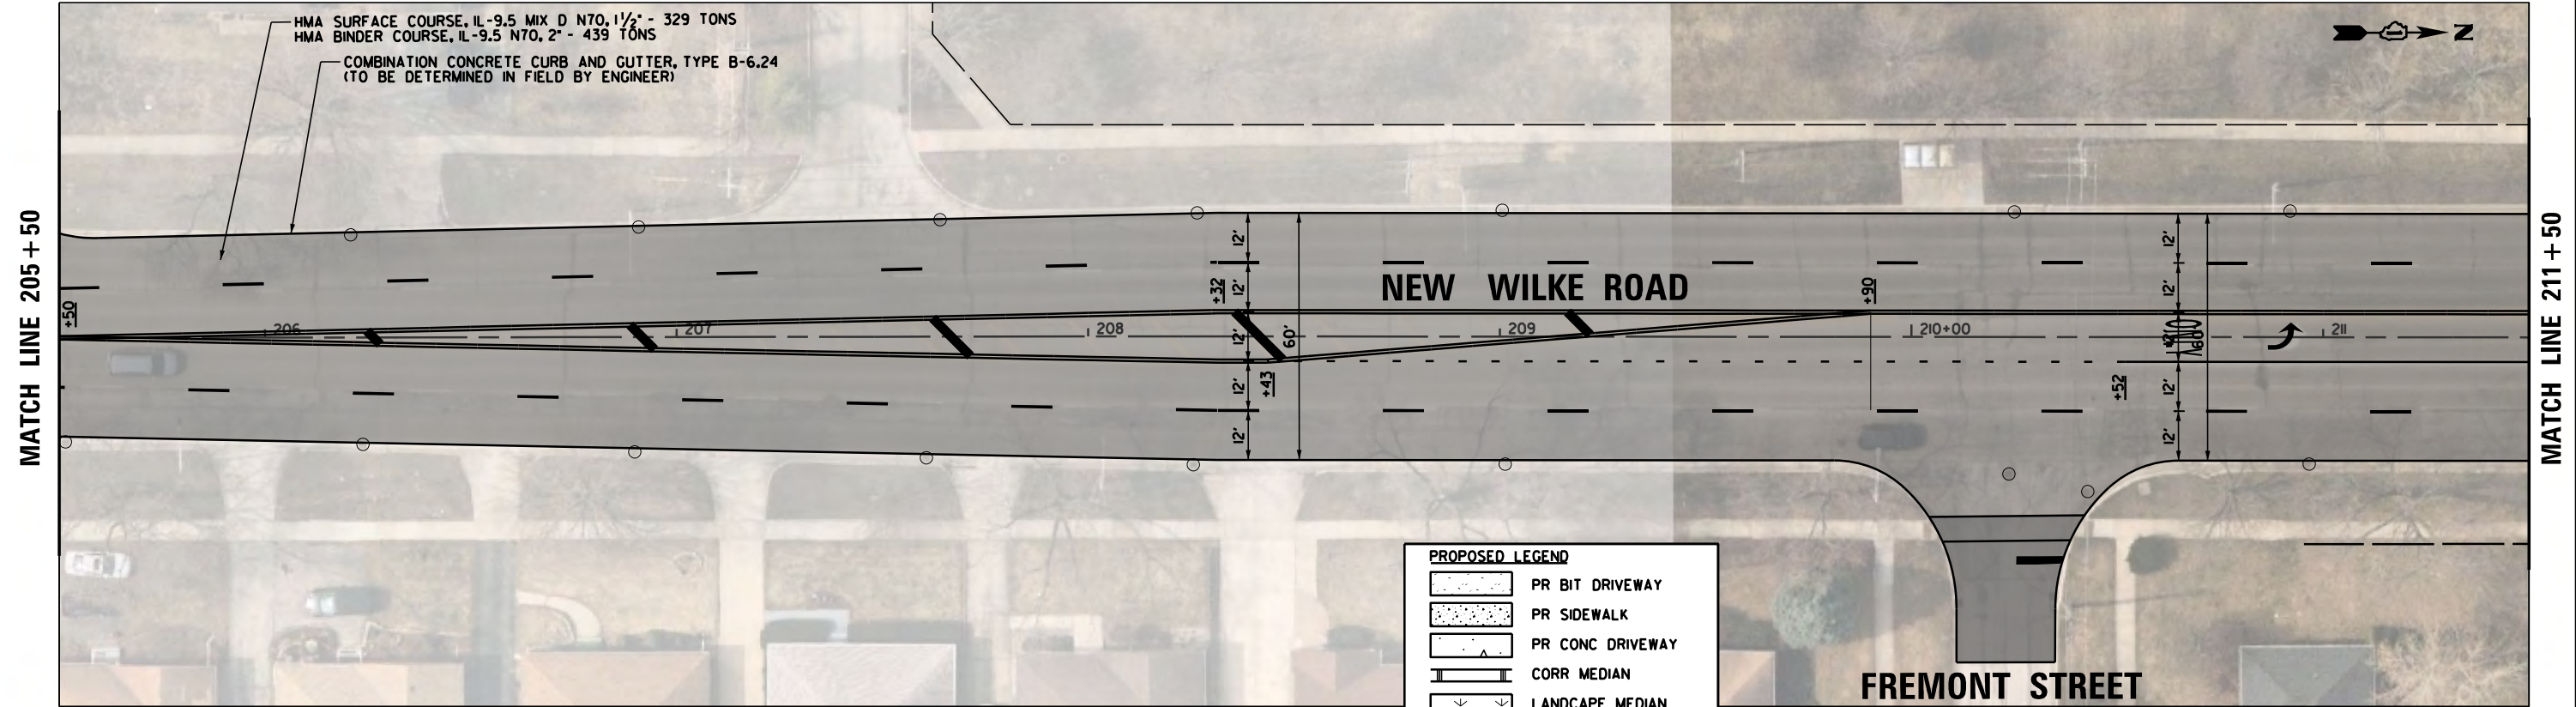 HMA SURFACE COURSE, IL-9.5 MIX D N70, 1½" - 329 TONS
HMA BINDER COURSE, IL-9.5 N70, 2" - 439 TONS
COMBINATION CONCRETE CURB AND GUTTER, TYPE B-6.24
(TO BE DETERMINED IN FIELD BY ENGINEER)
N
MATCH LINE 205+50
MATCH LINE 211+50
+50
206
207
+32
12'
12'
12'
12'
12'
60'
+43
208
NEW WILKE ROAD
209
+90
210+00
+52
12'
12'
12'
12'
211
PROPOSED LEGEND
PR BIT DRIVEWAY
PR SIDEWALK
PR CONC DRIVEWAY
CORR MEDIAN
LANDSCAPE MEDIAN
FREMONT STREET